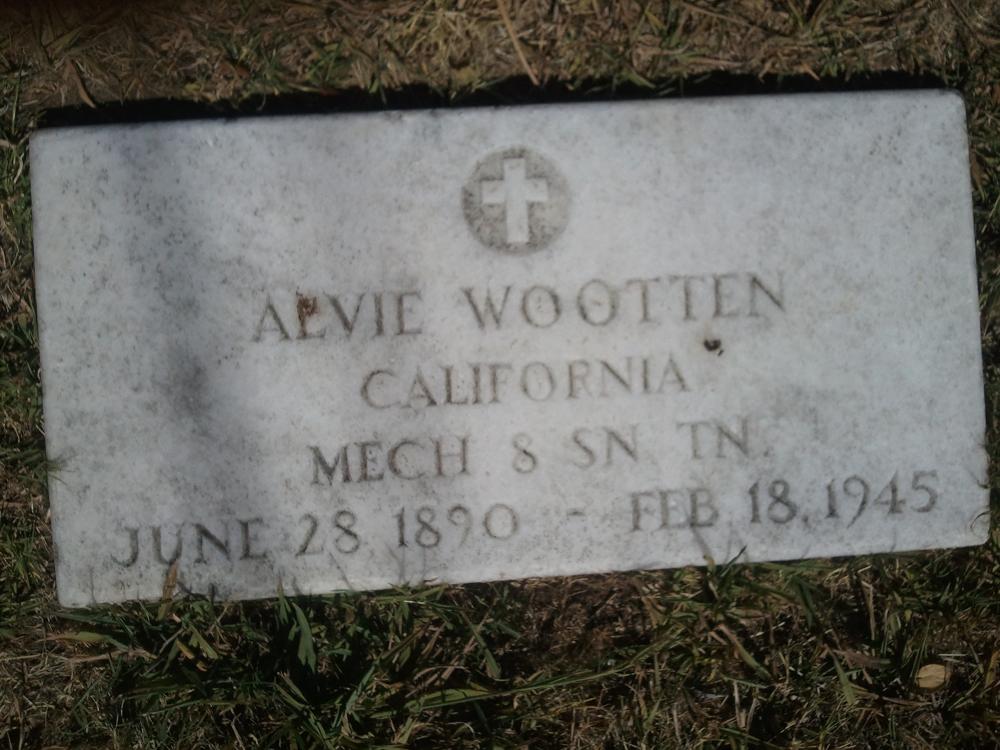 ALVIE WOOTTEN
CALIFORNIA
MECH. 8 SN. TN.
JUNE 28, 1890 - FEB 18, 1945